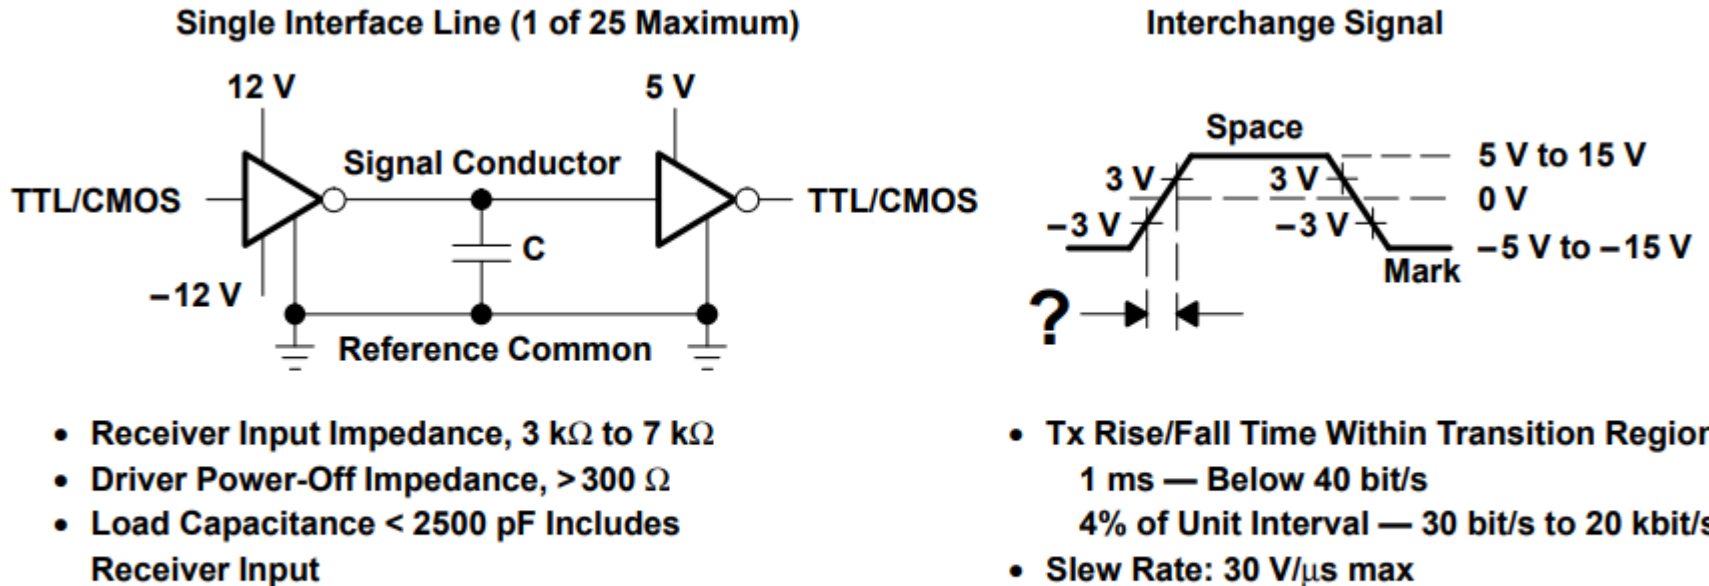 Single Interface Line (1 of 25 Maximum)
12 V
5 V
Signal Conductor
TTL/CMOS
TTL/CMOS
C
–12 V
Reference Common
• Receiver Input Impedance, 3 kΩ to 7 kΩ
• Driver Power-Off Impedance, > 300 Ω
• Load Capacitance < 2500 pF Includes
Receiver Input
Interchange Signal
Space
5 V to 15 V
3 V
3 V
0 V
–3 V
–3 V
–5 V to –15 V
Mark
?
• Tx Rise/Fall Time Within Transition Region
1 ms — Below 40 bit/s
4% of Unit Interval — 30 bit/s to 20 kbit/s
• Slew Rate: 30 V/μs max